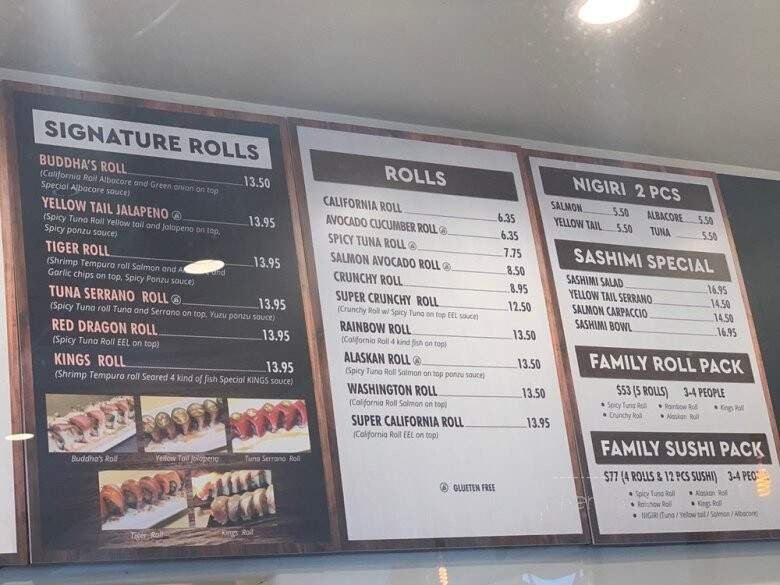 SIGNATURE ROLLS
BUDDHA'S ROLL 13.50
(California Roll Albacore and Green anion on top
Special Albacore sauce)
YELLOW TAIL JALAPENO 13.95
(Spicy Tuna Roll Yellow tail and Jalapeno on top,
Spicy ponzu sauce)
TIGER ROLL 13.95
(Shrimp Tempura roll Salmon and and
Garlic chips on top, Spicy Ponzu sauce)
TUNA SERRANO ROLL 13.95
(Spicy Tuna roll Tuna and Serrano on top, Yuzu ponzu sauce)
RED DRAGON ROLL 13.95
(Spicy Tuna Roll EEL on top)
KINGS ROLL 13.95
(Shrimp Tempura roll Seared 4 kind of fish Special KINGS sauce)
Buddha's Roll Yellow Tail Jalapeno Tuna Serrano Roll
Tiger Roll Kings Roll
ROLLS
CALIFORNIA ROLL 6.35
AVOCADO CUCUMBER ROLL 6.35
SPICY TUNA ROLL 7.75
SALMON AVOCADO ROLL 8.50
CRUNCHY ROLL 8.95
SUPER CRUNCHY ROLL 12.50
(Crunchy Roll w/ Spicy Tuna on top EEL sauce)
RAINBOW ROLL 13.50
(California Roll 4 kind fish on top)
ALASKAN ROLL 13.50
(Spicy Tuna Roll Salmon on top ponzu sauce)
WASHINGTON ROLL 13.50
(California Roll Salmon on top)
SUPER CALIFORNIA ROLL 13.95
(California Roll EEL on top)
GLUETEN FREE
NIGIRI 2 PCS
SALMON 5.50 ALBACORE 5.50
YELLOW TAIL 5.50 TUNA 5.50
SASHIMI SPECIAL
SASHIMI SALAD 16.95
YELLOW TAIL SERRANO 14.50
SALMON CARPACCIO 14.50
SASHIMI BOWL 16.95
FAMILY ROLL PACK
$53 (5 ROLLS) 3-4 PEOPLE
• Spicy Tuna Roll • Rainbow Roll • Kings Roll
• Crunchy Roll • Alaskan Roll
FAMILY SUSHI PACK
$77 (4 ROLLS & 12 PCS SUSHI) 3-4
• Spicy Tuna Roll • Alaskan Roll
• Rainbow Roll • Kings Roll
• NIGIRI (Tuna / Yellow tail / Salmon / Albacore)